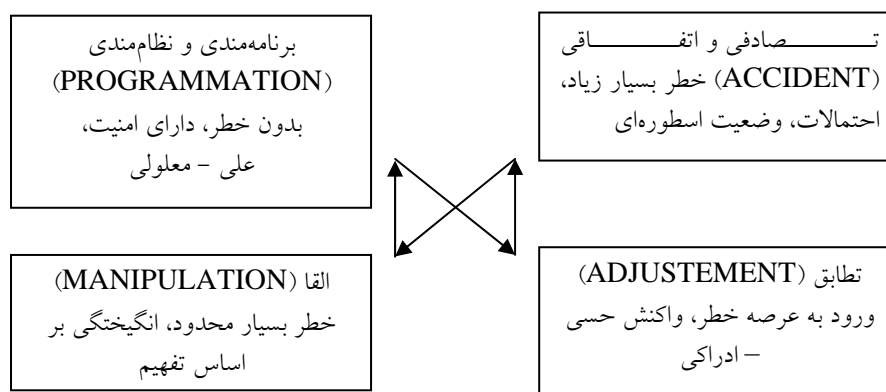 تصادفی و اتفاقی
(ACCIDENT) خطر بسیار زیاد،
احتمالات، وضعیت اسطوره‌ای
برنامه‌مندی و نظام‌مندی
(PROGRAMMATION)
بدون خطر، دارای امنیت،
علی – معلولی
تطابق (ADJUSTEMENT)
ورود به عرصه خطر، واکنش حسی
– ادراکی
القا (MANIPULATION)
خطر بسیار محدود، انگیختگی بر
اساس تفهیم